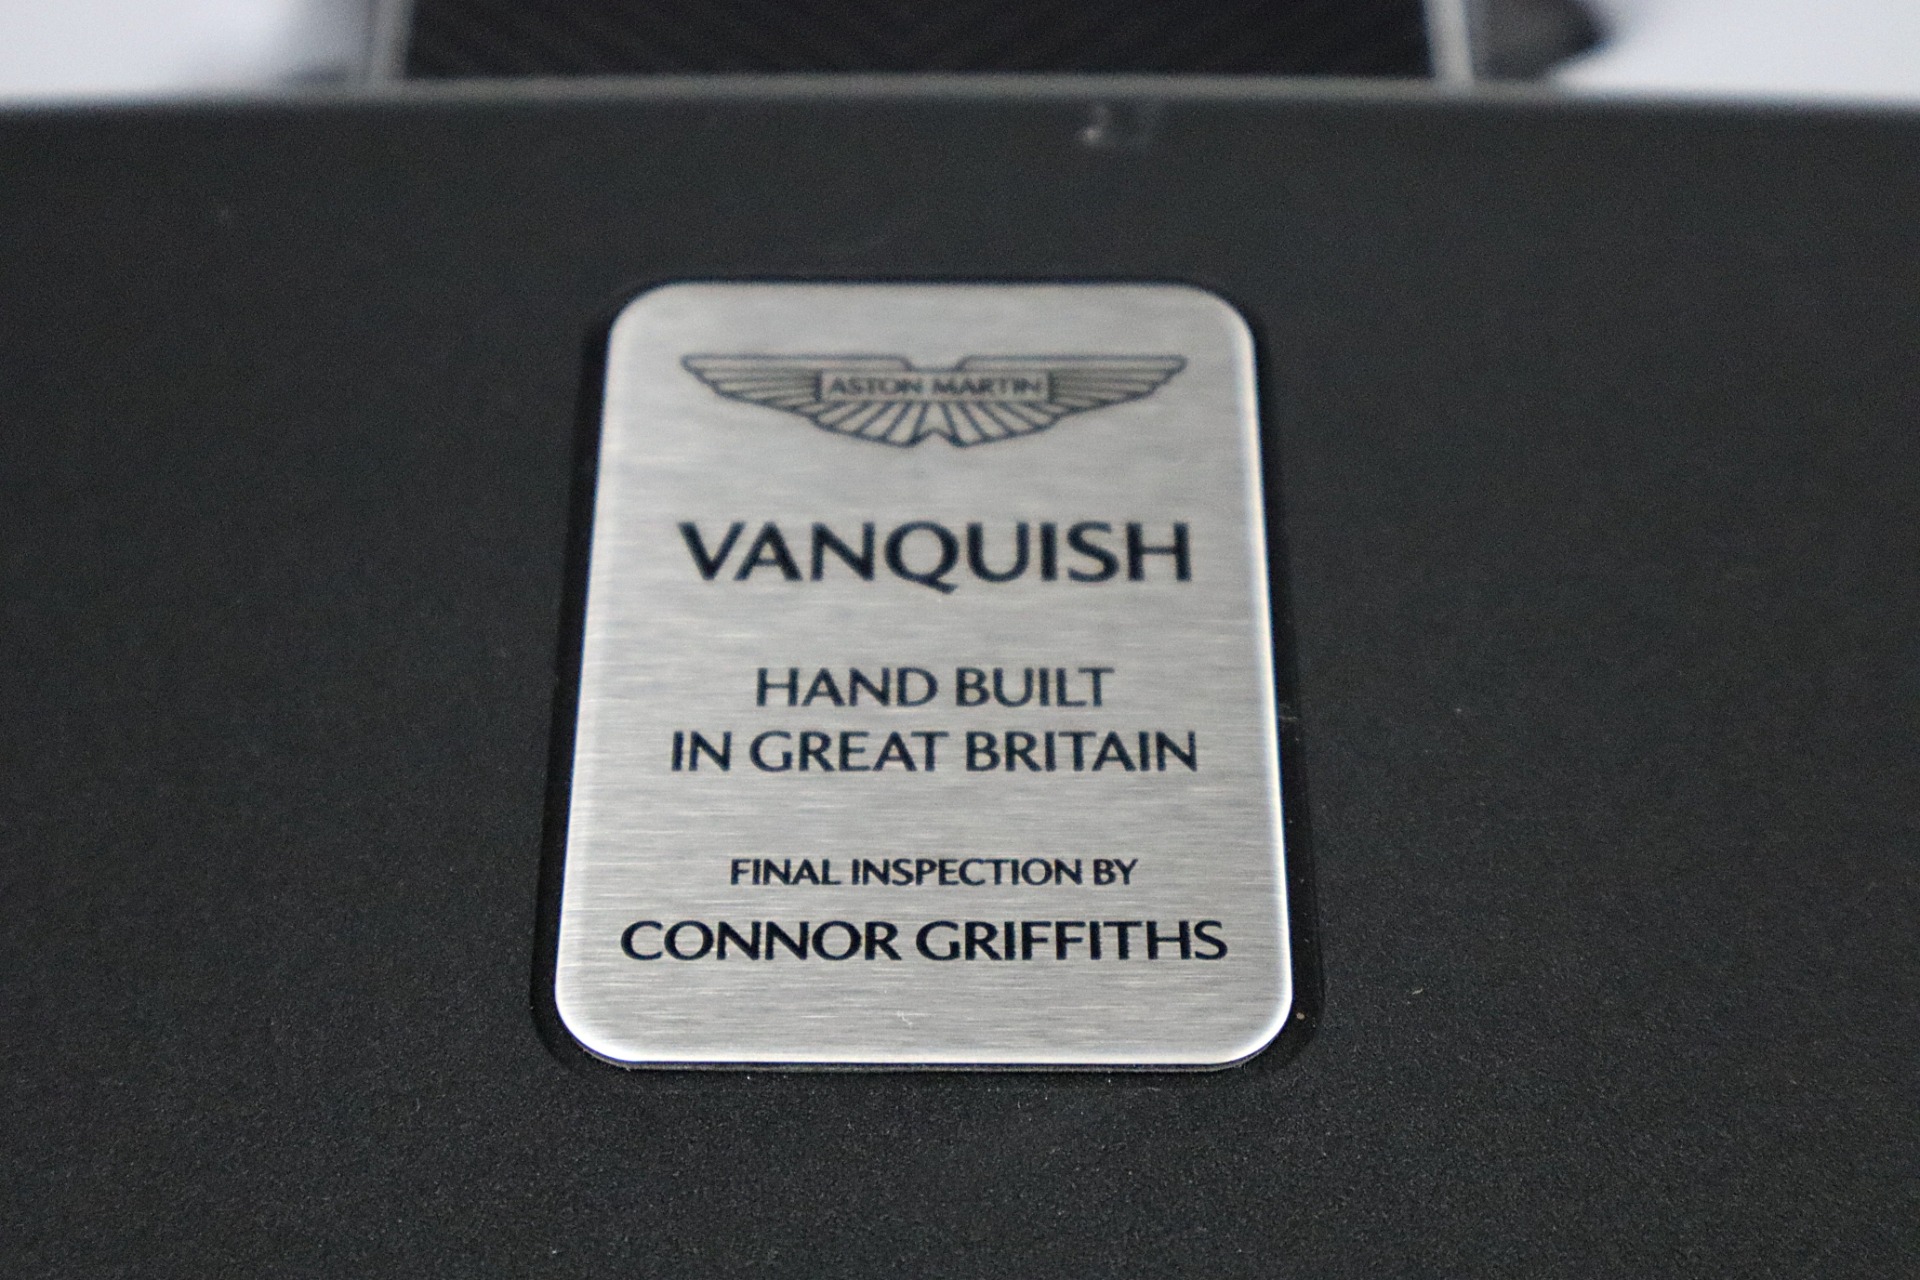 ASTON MARTIN
VANQUISH
HAND BUILT
IN GREAT BRITAIN
FINAL INSPECTION BY
CONNOR GRIFFITHS